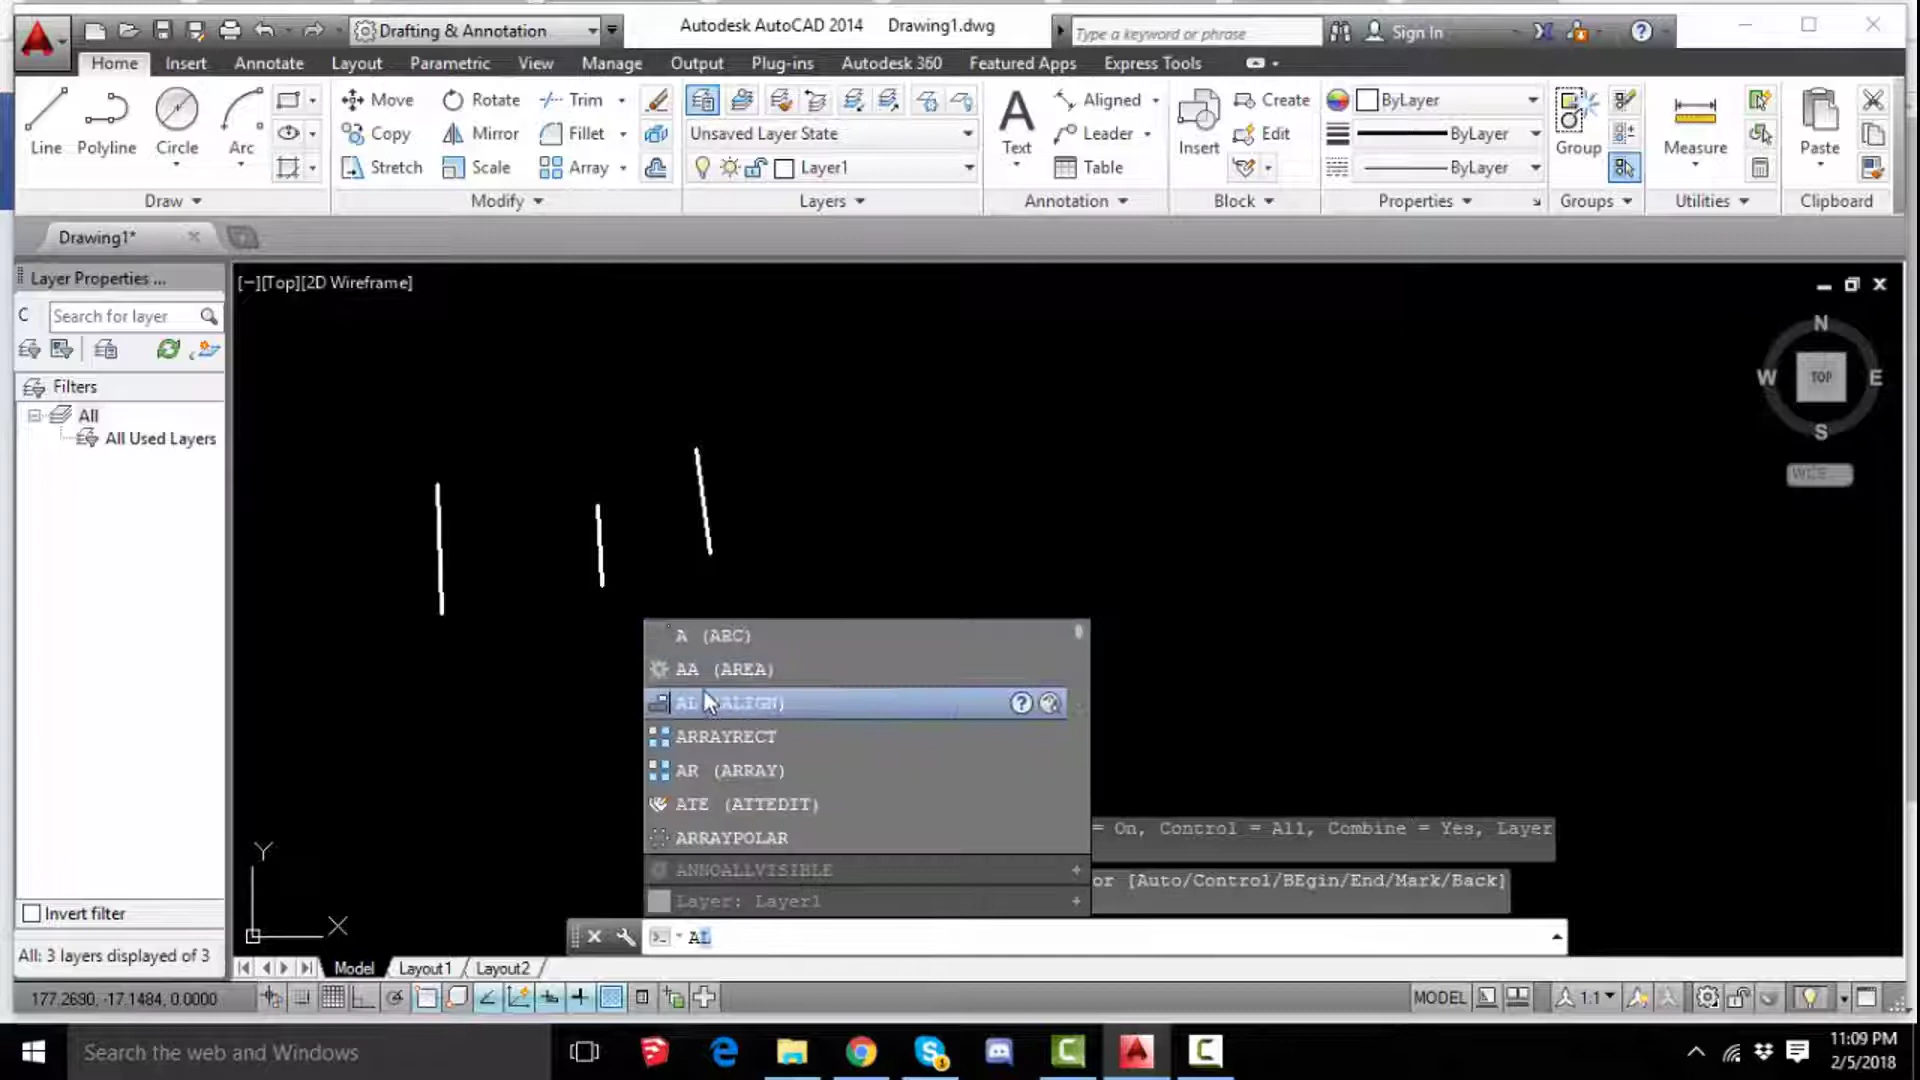 Drafting & Annotation
Autodesk AutoCAD 2014 Drawing1.dwg
Type a keyword or phrase
Sign In
Home Insert Annotate Layout Parametric View Manage Output Plug-ins Autodesk 360 Featured Apps Express Tools
Line Polyline Circle Arc
Move Rotate Trim
Copy Mirror Fillet
Stretch Scale Array
Unsaved Layer State
Layer1
Text
Aligned
Leader
Table
Insert
Create
Edit
ByLayer
ByLayer
ByLayer
Group
Measure
Paste
Draw Modify Layers Annotation Block Properties Groups Utilities Clipboard
Drawing1*
Layer Properties ...
C
Search for layer
Filters
All
All Used Layers
Invert filter
All: 3 layers displayed of 3
[−][Top][2D Wireframe]
N
W TOP E
S
A (ARC)
AA (AREA)
AL ALIGN)
ARRAYRECT
AR (ARRAY)
ATE (ATTEDIT)
ARRAYPOLAR
ANNOALLVISIBLE +
Layer: Layer1 +
= On, Control = All, Combine = Yes, Layer
or [Auto/Control/BEgin/End/Mark/Back]
AL
Y
X
Model Layout1 Layout2
177.2690, -17.1484, 0.0000
MODEL
1:1
Search the web and Windows
11:09 PM
2/5/2018